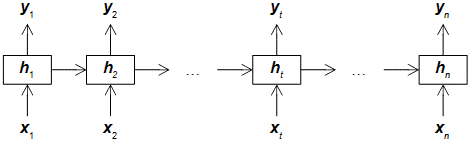 y1 y2 yt yn
h1 h2 ... ht ... hn
x1 x2 xt xn